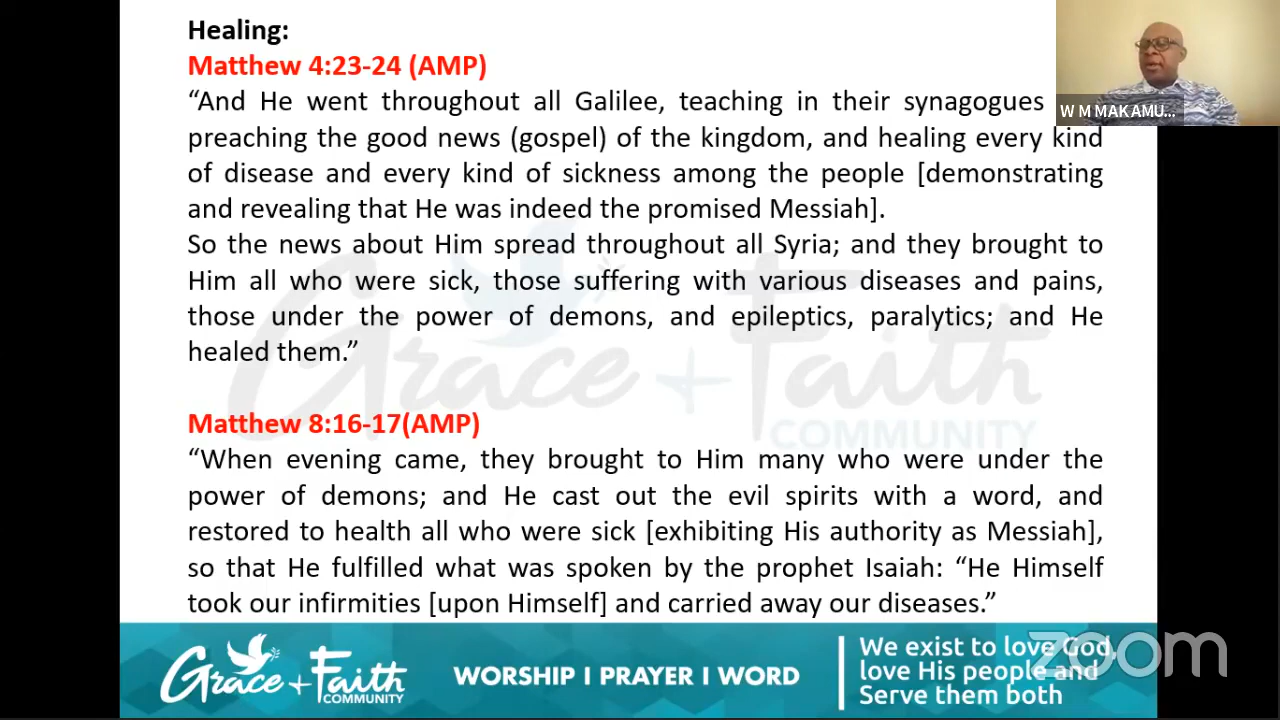 Healing:
Matthew 4:23-24 (AMP)
“And He went throughout all Galilee, teaching in their synagogues
preaching the good news (gospel) of the kingdom, and healing every kind
of disease and every kind of sickness among the people [demonstrating
and revealing that He was indeed the promised Messiah].
So the news about Him spread throughout all Syria; and they brought to
Him all who were sick, those suffering with various diseases and pains,
those under the power of demons, and epileptics, paralytics; and He
healed them.”
Matthew 8:16-17(AMP)
“When evening came, they brought to Him many who were under the
power of demons; and He cast out the evil spirits with a word, and
restored to health all who were sick [exhibiting His authority as Messiah],
so that He fulfilled what was spoken by the prophet Isaiah: “He Himself
took our infirmities [upon Himself] and carried away our diseases.”
W M MAKAMU...
Grace + Faith
COMMUNITY
Grace + Faith
COMMUNITY
WORSHIP I PRAYER I WORD
We exist to love God,
love His people and
Serve them both
zoom